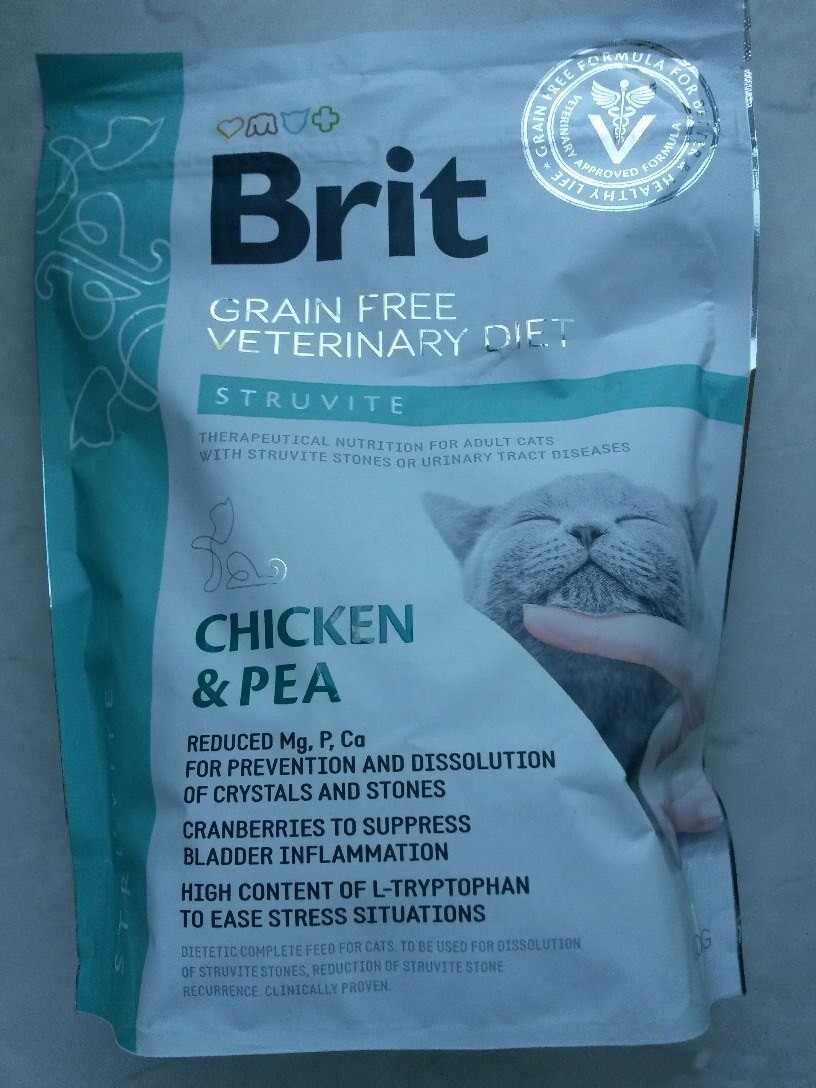 GRAIN FREE FORMULA FOR BETTER & HEALTHY LIFE *
VETERINARY APPROVED FORMULA
V
Brit
GRAIN FREE
VETERINARY DIET
STRUVITE
THERAPEUTICAL NUTRITION FOR ADULT CATS
WITH STRUVITE STONES OR URINARY TRACT DISEASES
CHICKEN
& PEA
REDUCED Mg, P, Ca
FOR PREVENTION AND DISSOLUTION
OF CRYSTALS AND STONES
CRANBERRIES TO SUPPRESS
BLADDER INFLAMMATION
HIGH CONTENT OF L-TRYPTOPHAN
TO EASE STRESS SITUATIONS
DIETETIC COMPLETE FEED FOR CATS. TO BE USED FOR DISSOLUTION
OF STRUVITE STONES, REDUCTION OF STRUVITE STONE
RECURRENCE. CLINICALLY PROVEN.
STRUVITE